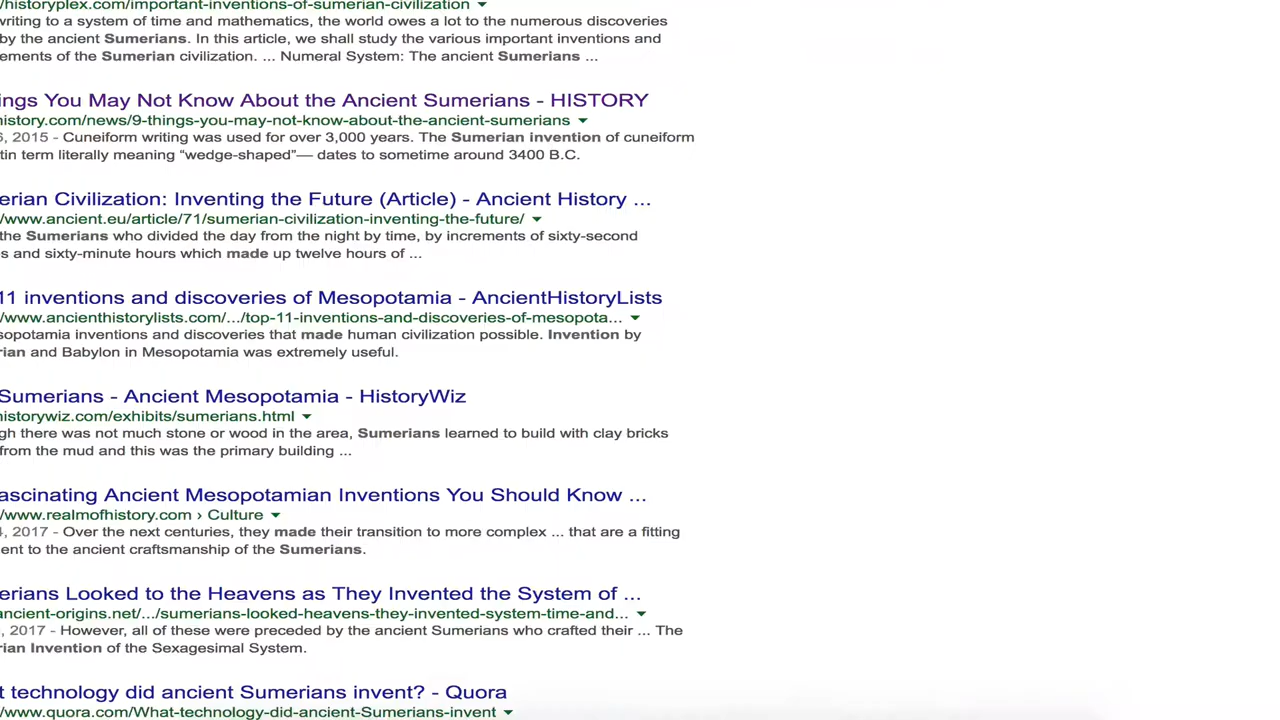 /historyplex.com/important-inventions-of-sumerian-civilization
writing to a system of time and mathematics, the world owes a lot to the numerous discoveries
by the ancient Sumerians. In this article, we shall study the various important inventions and
ements of the Sumerian civilization. ... Numeral System: The ancient Sumerians ...
ings You May Not Know About the Ancient Sumerians - HISTORY
history.com/news/9-things-you-may-not-know-about-the-ancient-sumerians
6, 2015 - Cuneiform writing was used for over 3,000 years. The Sumerian invention of cuneiform
tin term literally meaning “wedge-shaped”— dates to sometime around 3400 B.C.
erian Civilization: Inventing the Future (Article) - Ancient History ...
/www.ancient.eu/article/71/sumerian-civilization-inventing-the-future/
the Sumerians who divided the day from the night by time, by increments of sixty-second
s and sixty-minute hours which made up twelve hours of ...
11 inventions and discoveries of Mesopotamia - AncientHistoryLists
/www.ancienthistorylists.com/.../top-11-inventions-and-discoveries-of-mesopota...
sopotamia inventions and discoveries that made human civilization possible. Invention by
rian and Babylon in Mesopotamia was extremely useful.
Sumerians - Ancient Mesopotamia - HistoryWiz
historywiz.com/exhibits/sumerians.html
gh there was not much stone or wood in the area, Sumerians learned to build with clay bricks
from the mud and this was the primary building ...
ascinating Ancient Mesopotamian Inventions You Should Know ...
/www.realmofhistory.com › Culture
4, 2017 - Over the next centuries, they made their transition to more complex ... that are a fitting
ent to the ancient craftsmanship of the Sumerians.
erians Looked to the Heavens as They Invented the System of ...
ancient-origins.net/.../sumerians-looked-heavens-they-invented-system-time-and...
, 2017 - However, all of these were preceded by the ancient Sumerians who crafted their ... The
rian Invention of the Sexagesimal System.
t technology did ancient Sumerians invent? - Quora
/www.quora.com/What-technology-did-ancient-Sumerians-invent